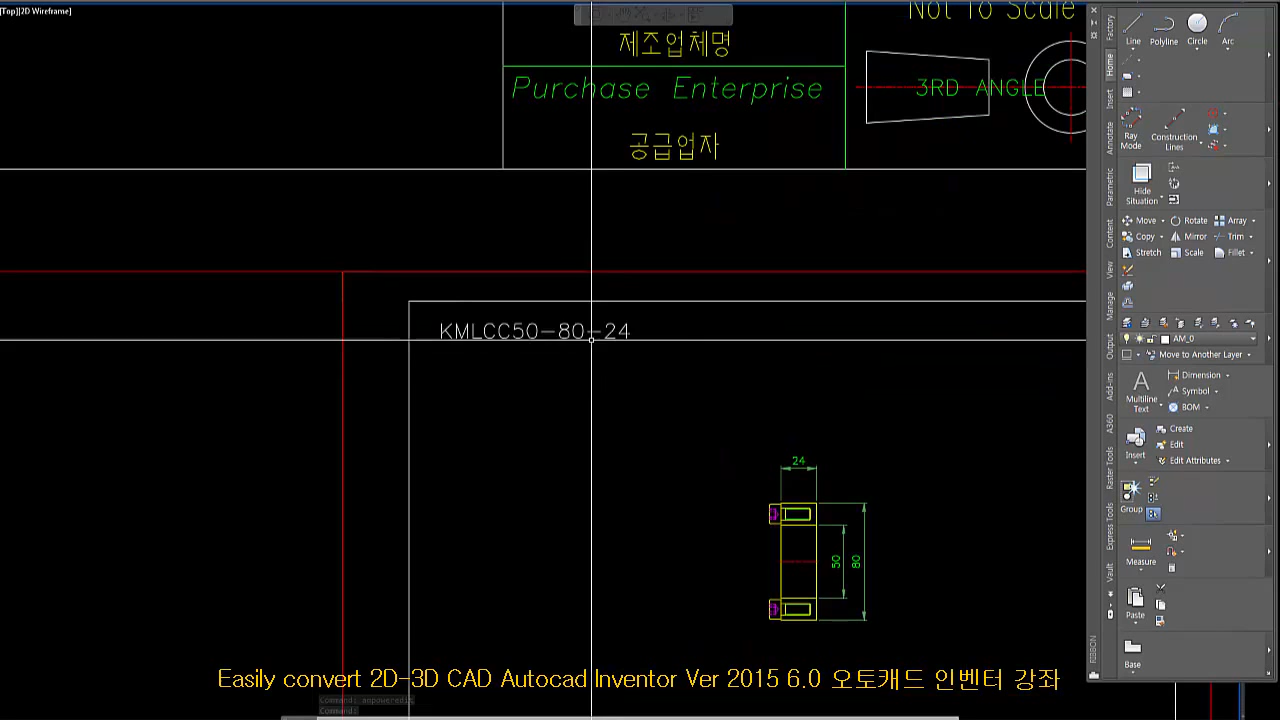 [Top][2D Wireframe]
제조업체명
Purchase Enterprise
공급업자
Not To Scale
3RD ANGLE
KMLCC50-80-24
24
50
80
Factory
Home
Insert
Annotate
Parametric
Content
View
Manage
Output
Add-ins
A360
Raster Tools
Express Tools
Vault
RIBBON
Line
Polyline
Circle
Arc
Ray Mode
Construction Lines
Hide Situation
Move
Rotate
Array
Copy
Mirror
Trim
Stretch
Scale
Fillet
AM_0
Move to Another Layer
Multiline Text
Dimension
Symbol
BOM
Insert
Create
Edit
Edit Attributes
Group
Measure
Paste
Base
Easily convert 2D-3D CAD Autocad Inventor Ver 2015 6.0 오토캐드 인벤터 강좌
Command: